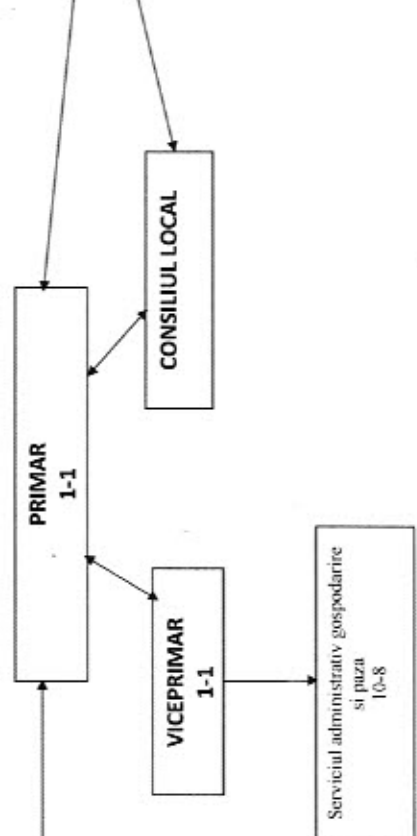 PRIMAR
1-1
CONSILIUL LOCAL
VICEPRIMAR
1-1
Serviciul administrativ gospodarire
si paza
10-8